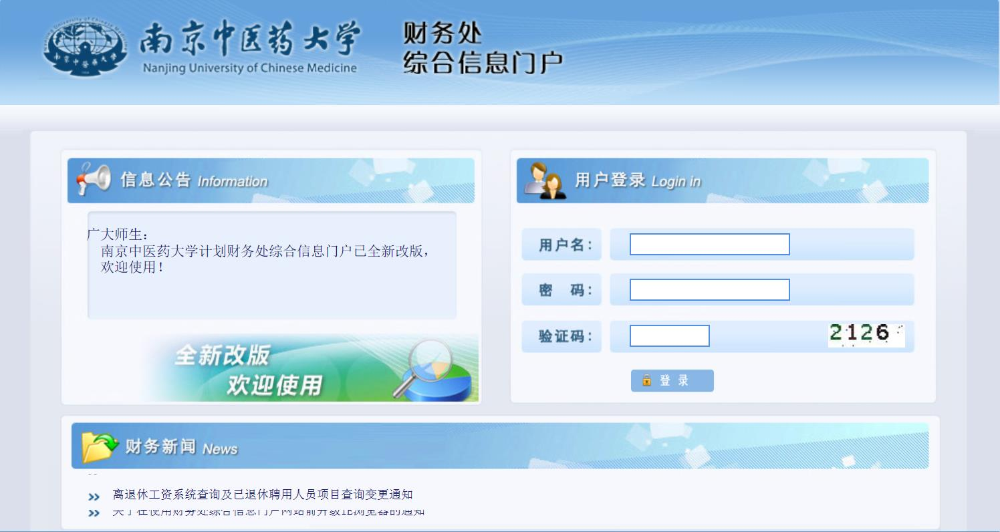 南京中医药大学
Nanjing University of Chinese Medicine
财务处
综合信息门户
信息公告 Information
广大师生：
南京中医药大学计划财务处综合信息门户已全新改版，
欢迎使用！
全新改版
欢迎使用
用户登录 Login in
用户名：
密 码：
验证码：
2126
登 录
财务新闻 News
离退休工资系统查询及已退休聘用人员项目查询变更通知
关于在使用财务处综合信息门户网站前升级IE浏览器的通知